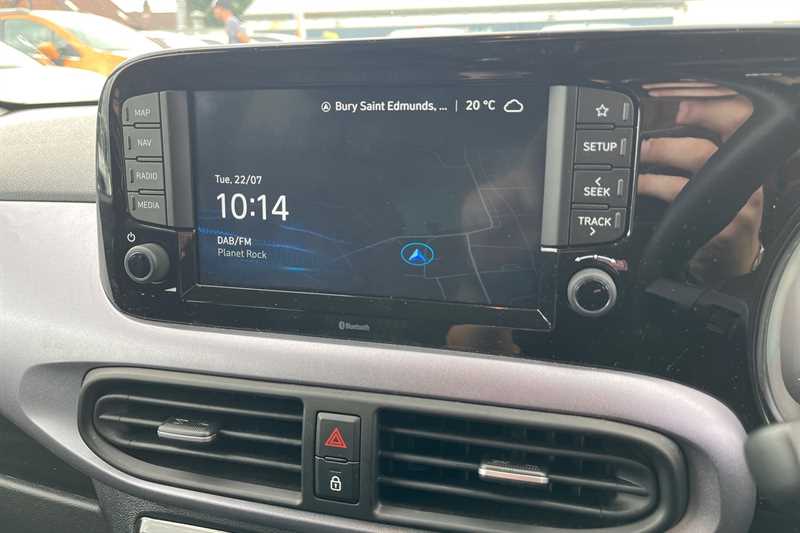 MAP
NAV
RADIO
MEDIA
Bury Saint Edmunds, ... | 20 °C
Tue, 22/07
10:14
DAB/FM
Planet Rock
SETUP
<
SEEK
TRACK
>
Bluetooth